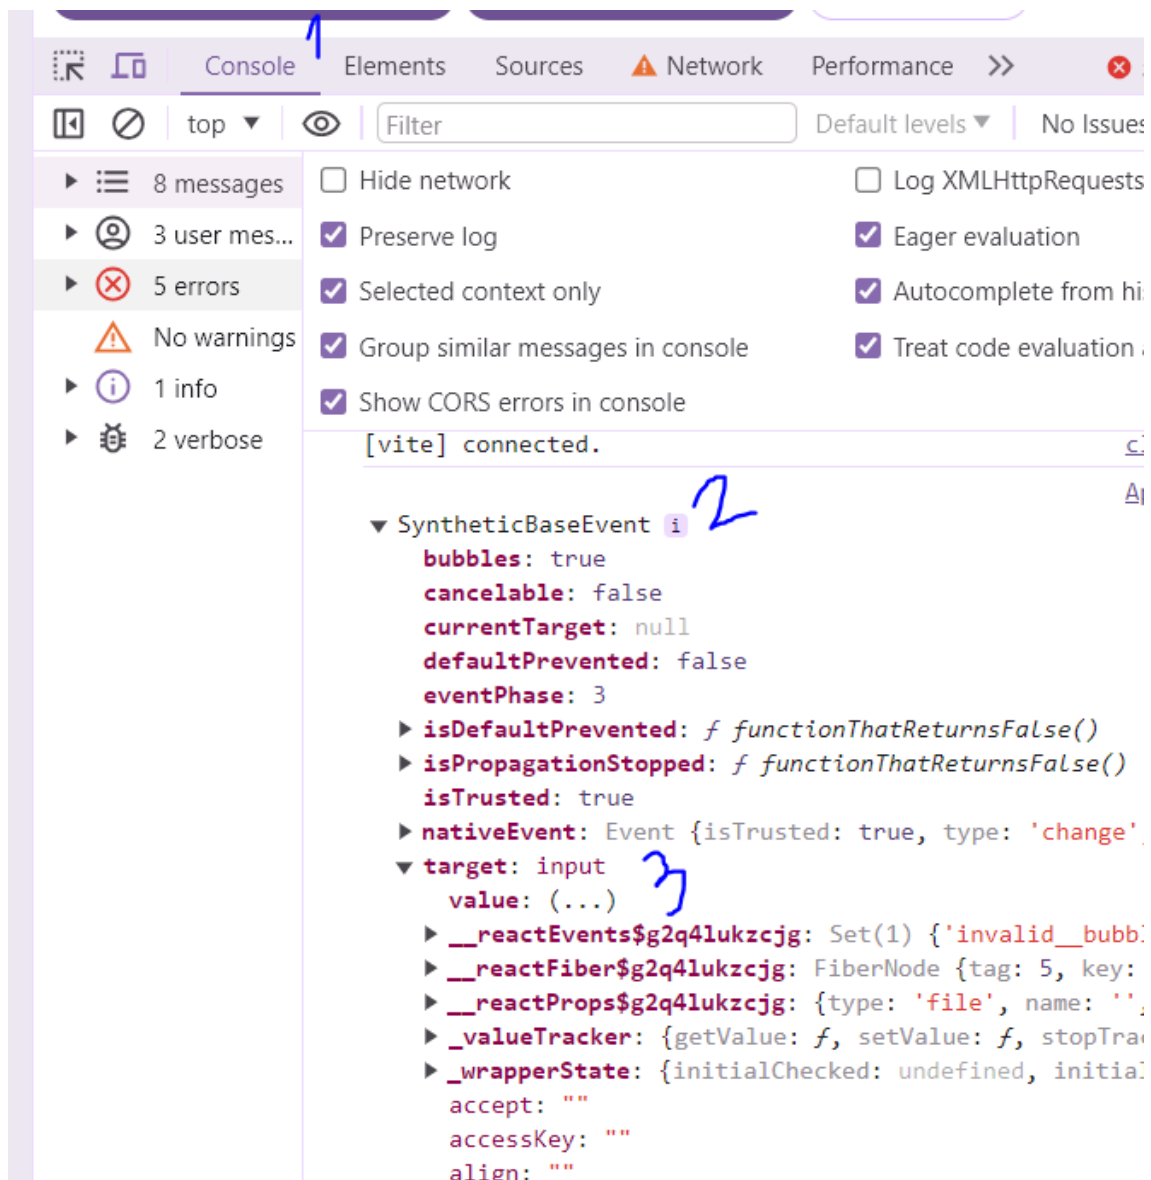 1
Console Elements Sources Network Performance
top Filter Default levels No Issues
8 messages Hide network Log XMLHttpRequests
3 user mes... Preserve log Eager evaluation
5 errors Selected context only Autocomplete from
No warnings Group similar messages in console Treat code evaluation
1 info Show CORS errors in console
2 verbose
[vite] connected.
2
SyntheticBaseEvent i
bubbles: true
cancelable: false
currentTarget: null
defaultPrevented: false
eventPhase: 3
isDefaultPrevented: ƒ functionThatReturnsFalse()
isPropagationStopped: ƒ functionThatReturnsFalse()
isTrusted: true
nativeEvent: Event {isTrusted: true, type: 'change'
target: input 3
value: (...)
__reactEvents$g2q4lukzcjg: Set(1) {'invalid__bubbl
__reactFiber$g2q4lukzcjg: FiberNode {tag: 5, key:
__reactProps$g2q4lukzcjg: {type: 'file', name: '',
_valueTracker: {getValue: ƒ, setValue: ƒ, stopTra
_wrapperState: {initialChecked: undefined, initial
accept: ""
accessKey: ""
align: ""